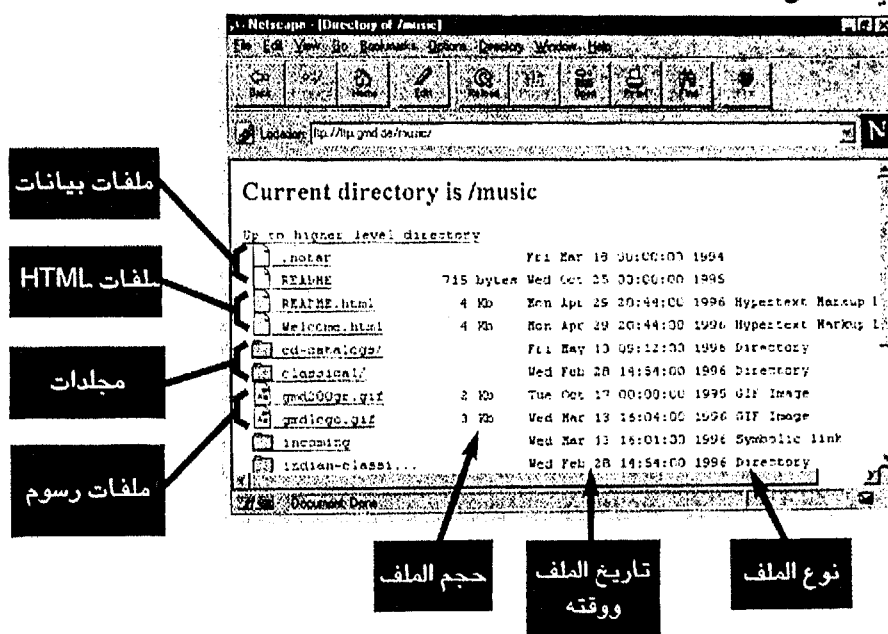 Netscape - [Directory of /music]
File Edit View Go Bookmarks Options Directory Window Help
Back Home Edit Reload Open Print Find
Location: ftp://ftp.gmd.de/music/
N
Current directory is /music
Up to higher level directory
.notar Fri Mar 18 00:00:00 1994
README 715 bytes Wed Oct 25 00:00:00 1995
README.html 4 Kb Mon Apr 29 20:44:00 1996 Hypertext Markup L
Welcome.html 4 Kb Mon Apr 29 20:44:00 1996 Hypertext Markup L
cd-catalogs/ Fri May 10 09:12:00 1996 Directory
classical/ Wed Feb 28 14:54:00 1996 Directory
gmd200gr.gif 2 Kb Tue Oct 17 00:00:00 1995 GIF Image
gmdlogo.gif 3 Kb Wed Mar 13 16:04:00 1996 GIF Image
incoming Wed Mar 13 16:01:00 1996 Symbolic link
indian-classi... Wed Feb 28 14:54:00 1996 Directory
Document: Done
ملفات بيانات
ملفات HTML
مجلدات
ملفات رسوم
حجم الملف
تاريخ الملف
ووقته
نوع الملف